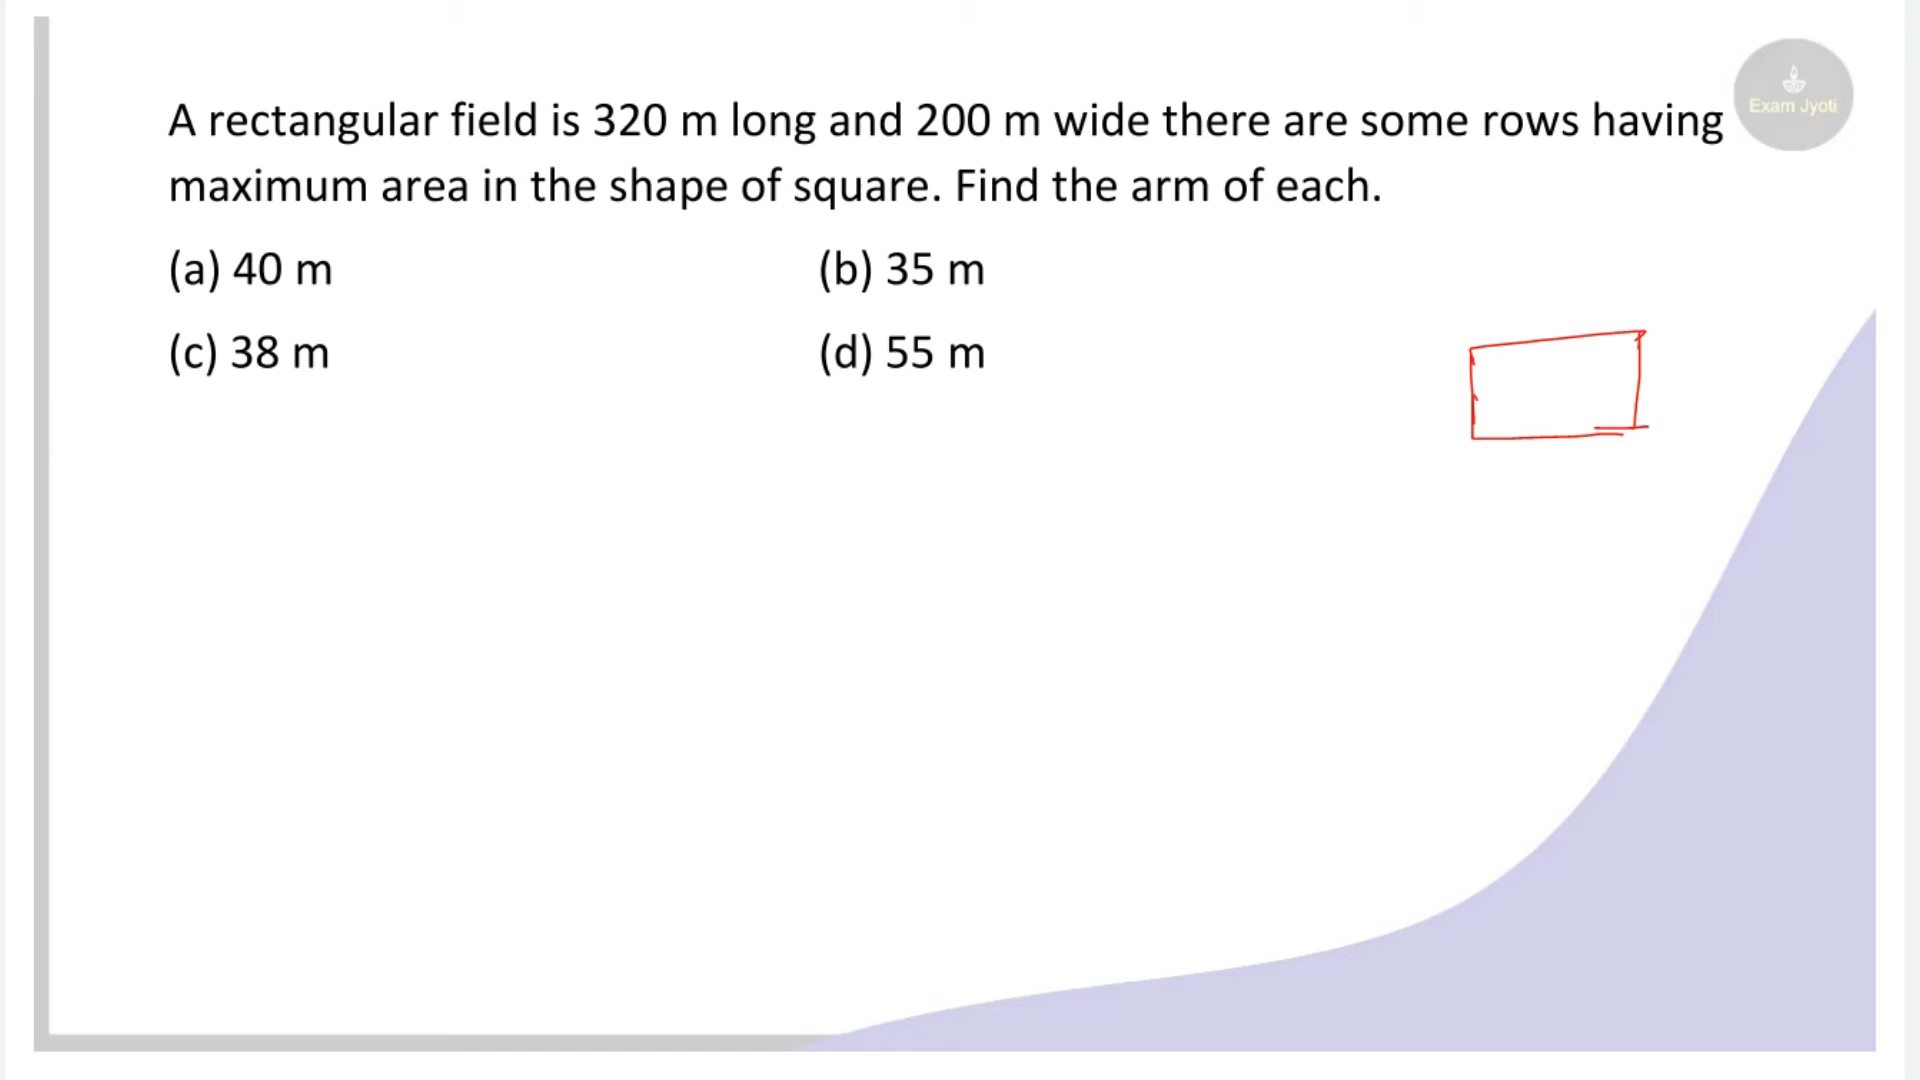 Exam Jyoti
A rectangular field is 320 m long and 200 m wide there are some rows having
maximum area in the shape of square. Find the arm of each.
(a) 40 m (b) 35 m
(c) 38 m (d) 55 m